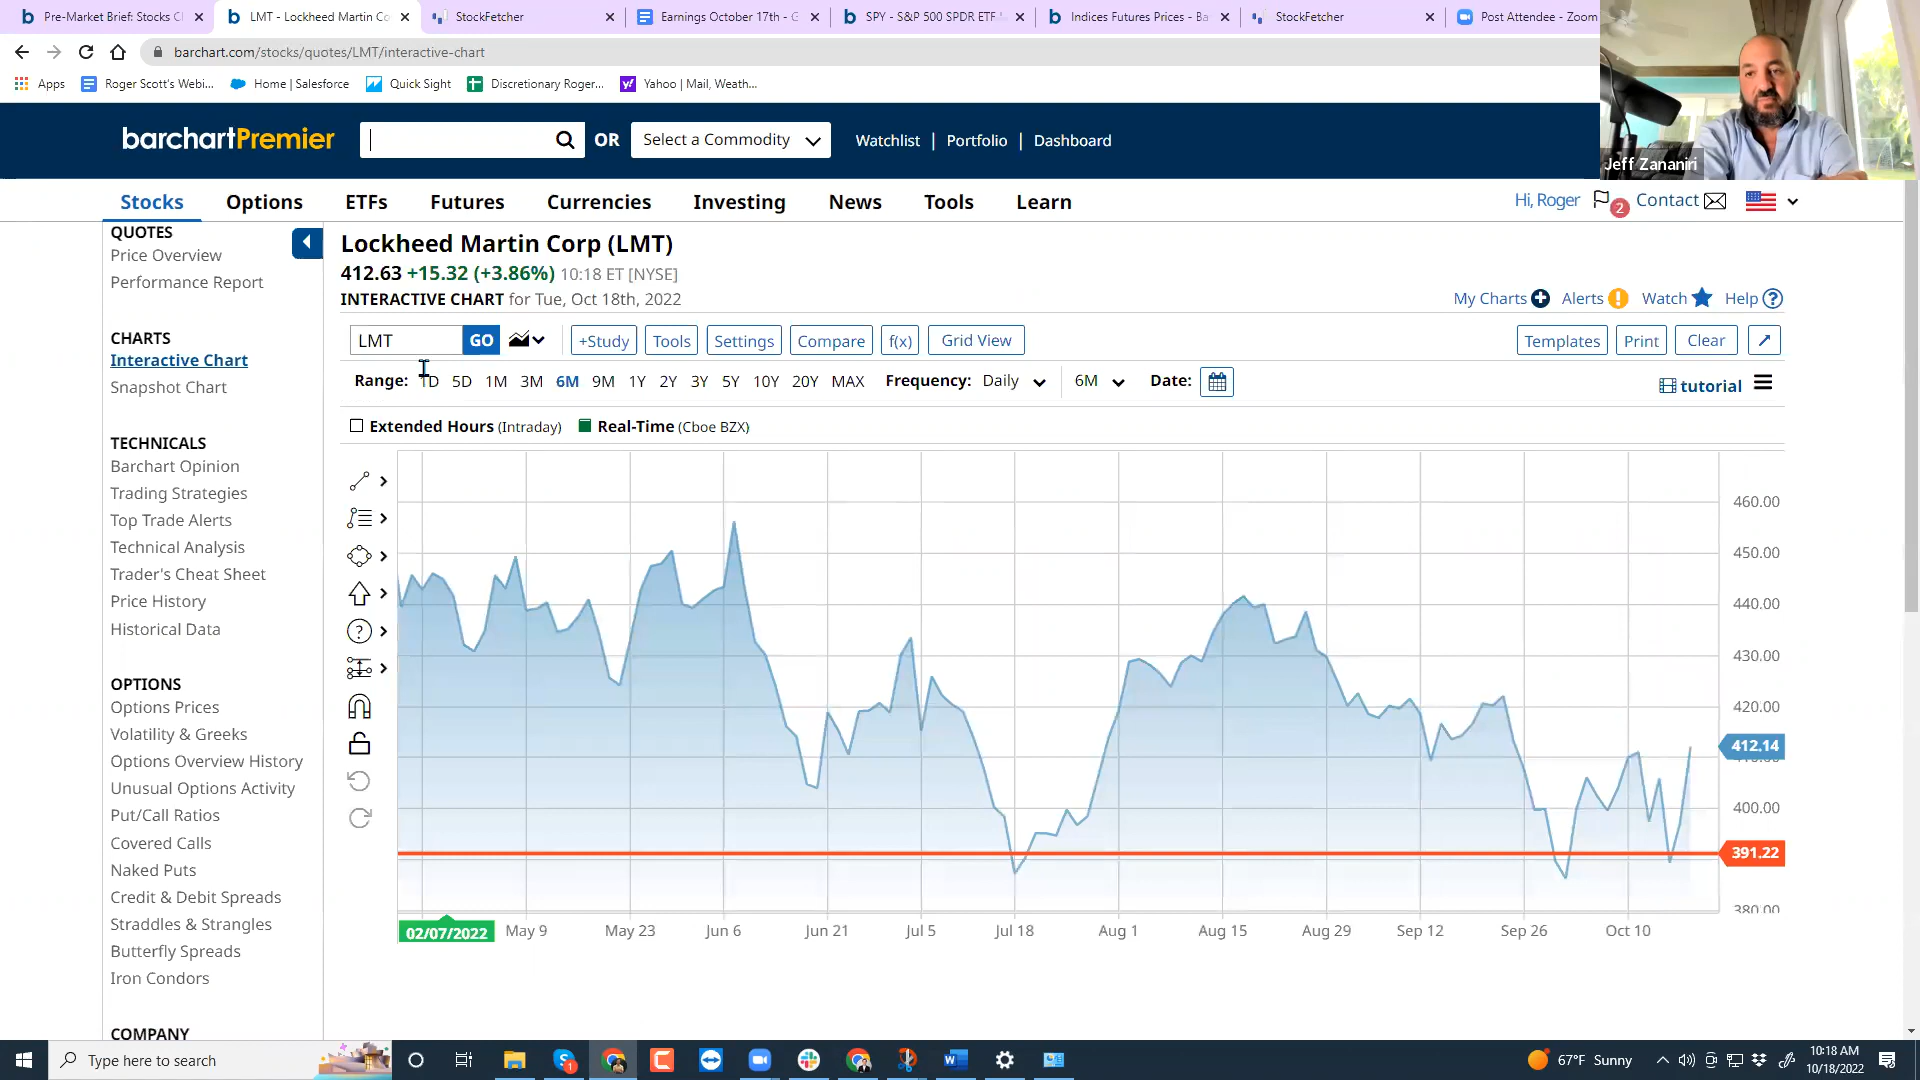 Pre-Market Brief: Stocks Cl
LMT - Lockheed Martin Co
StockFetcher
Earnings October 17th - G
SPY - S&P 500 SPDR ETF
Indices Futures Prices - Ba
StockFetcher
Post Attendee - Zoom
barchart.com/stocks/quotes/LMT/interactive-chart
Apps
Roger Scott's Webi...
Home | Salesforce
Quick Sight
Discretionary Roger...
Yahoo | Mail, Weath...
Jeff Zananiri
barchartPremier
OR
Select a Commodity
Watchlist | Portfolio | Dashboard
Stocks
Options
ETFs
Futures
Currencies
Investing
News
Tools
Learn
Hi, Roger
2
Contact
QUOTES
Price Overview
Performance Report
CHARTS
Interactive Chart
Snapshot Chart
TECHNICALS
Barchart Opinion
Trading Strategies
Top Trade Alerts
Technical Analysis
Trader's Cheat Sheet
Price History
Historical Data
OPTIONS
Options Prices
Volatility & Greeks
Options Overview History
Unusual Options Activity
Put/Call Ratios
Covered Calls
Naked Puts
Credit & Debit Spreads
Straddles & Strangles
Butterfly Spreads
Iron Condors
COMPANY
Lockheed Martin Corp (LMT)
412.63 +15.32 (+3.86%) 10:18 ET [NYSE]
INTERACTIVE CHART for Tue, Oct 18th, 2022
My Charts
Alerts
Watch
Help
LMT
GO
+Study
Tools
Settings
Compare
f(x)
Grid View
Templates
Print
Clear
Range: 1D 5D 1M 3M 6M 9M 1Y 2Y 3Y 5Y 10Y 20Y MAX
Frequency: Daily
6M
Date:
tutorial
Extended Hours (Intraday)
Real-Time (Cboe BZX)
460.00
450.00
440.00
430.00
420.00
412.14
400.00
391.22
380.00
02/07/2022
May 9
May 23
Jun 6
Jun 21
Jul 5
Jul 18
Aug 1
Aug 15
Aug 29
Sep 12
Sep 26
Oct 10
Type here to search
67°F Sunny
10:18 AM
10/18/2022